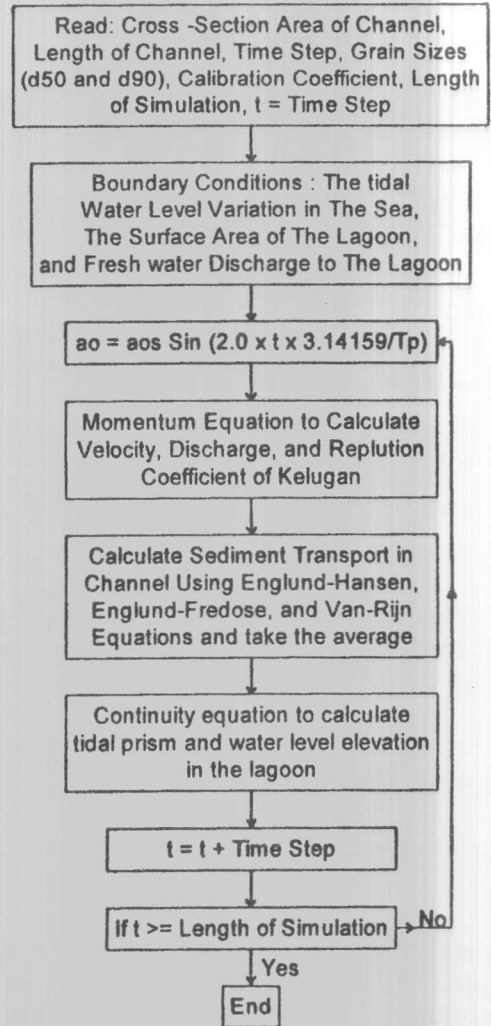 Read: Cross -Section Area of Channel,
Length of Channel, Time Step, Grain Sizes
(d50 and d90), Calibration Coefficient, Length
of Simulation, t = Time Step
Boundary Conditions : The tidal
Water Level Variation in The Sea,
The Surface Area of The Lagoon,
and Fresh water Discharge to The Lagoon
ao = aos Sin (2.0 x t x 3.14159/Tp)
Momentum Equation to Calculate
Velocity, Discharge, and Replution
Coefficient of Kelugan
Calculate Sediment Transport in
Channel Using Englund-Hansen,
Englund-Fredose, and Van-Rijn
Equations and take the average
Continuity equation to calculate
tidal prism and water level elevation
in the lagoon
t = t + Time Step
If t >= Length of Simulation
No
Yes
End